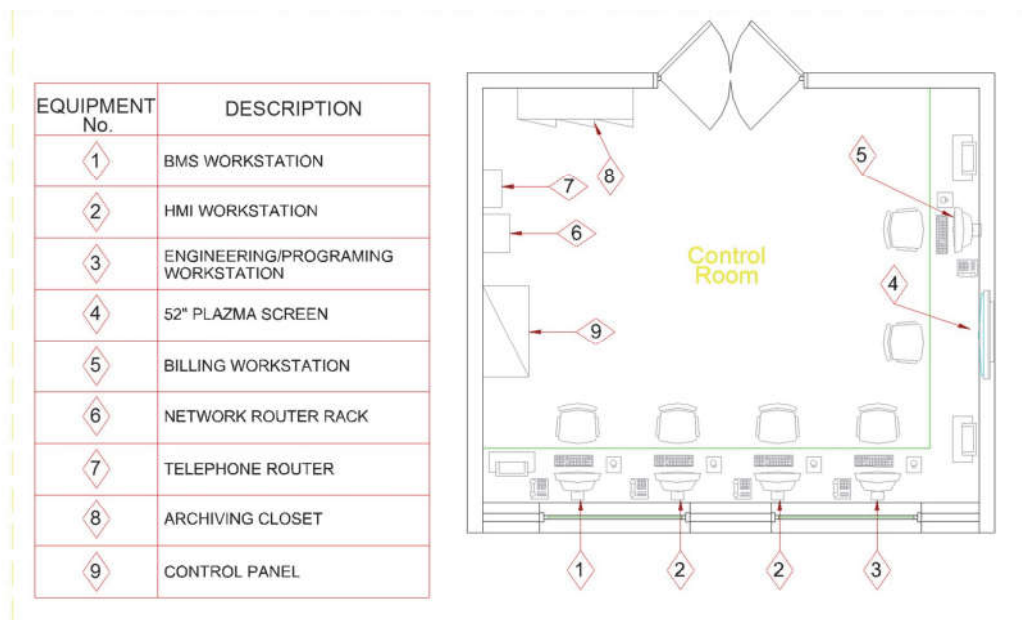 EQUIPMENT No.
DESCRIPTION
1
BMS WORKSTATION
2
HMI WORKSTATION
3
ENGINEERING/PROGRAMING
WORKSTATION
4
52" PLAZMA SCREEN
5
BILLING WORKSTATION
6
NETWORK ROUTER RACK
7
TELEPHONE ROUTER
8
ARCHIVING CLOSET
9
CONTROL PANEL
8
7
6
9
5
4
Control
Room
1
2
2
3